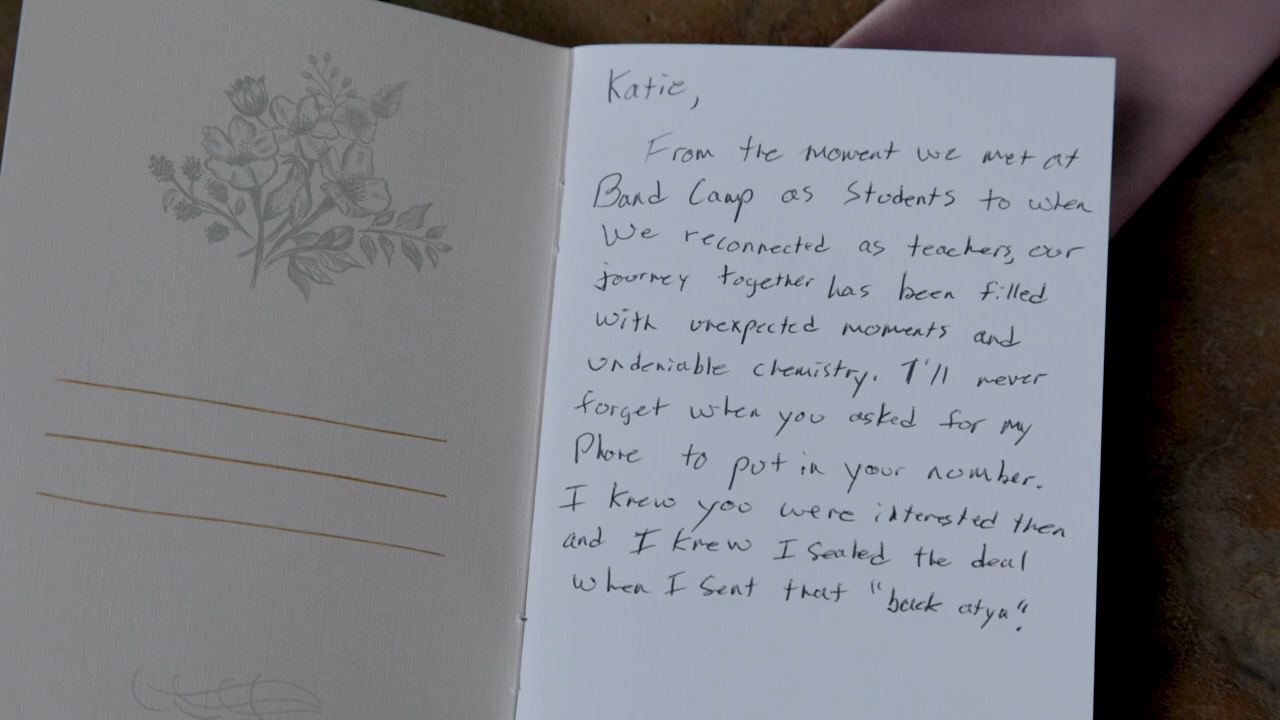 Katie,
From the moment we met at
Band Camp as students to when
we reconnected as teachers, our
journey together has been filled
with unexpected moments and
undeniable chemistry. I'll never
forget when you asked for my
Phone to put in your number.
I knew you were interested then
and I knew I sealed the deal
when I sent that "back atya".